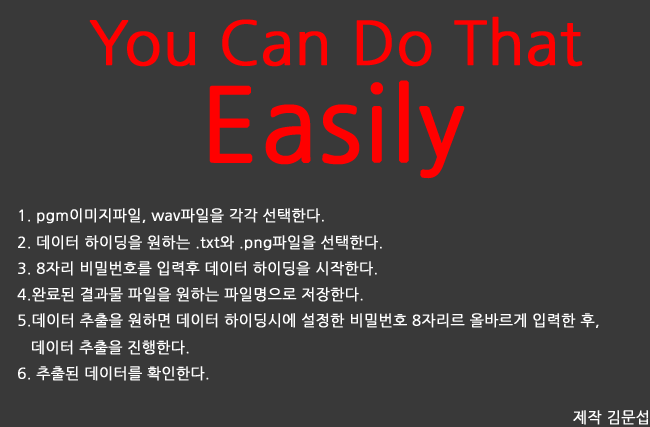 You Can Do That
Easily
1. pgm이미지파일, wav파일을 각각 선택한다.
2. 데이터 하이딩을 원하는 .txt와 .png파일을 선택한다.
3. 8자리 비밀번호를 입력후 데이터 하이딩을 시작한다.
4.완료된 결과물 파일을 원하는 파일명으로 저장한다.
5.데이터 추출을 원하면 데이터 하이딩시에 설정한 비밀번호 8자리르 올바르게 입력한 후,
데이터 추출을 진행한다.
6. 추출된 데이터를 확인한다.
제작 김문섭